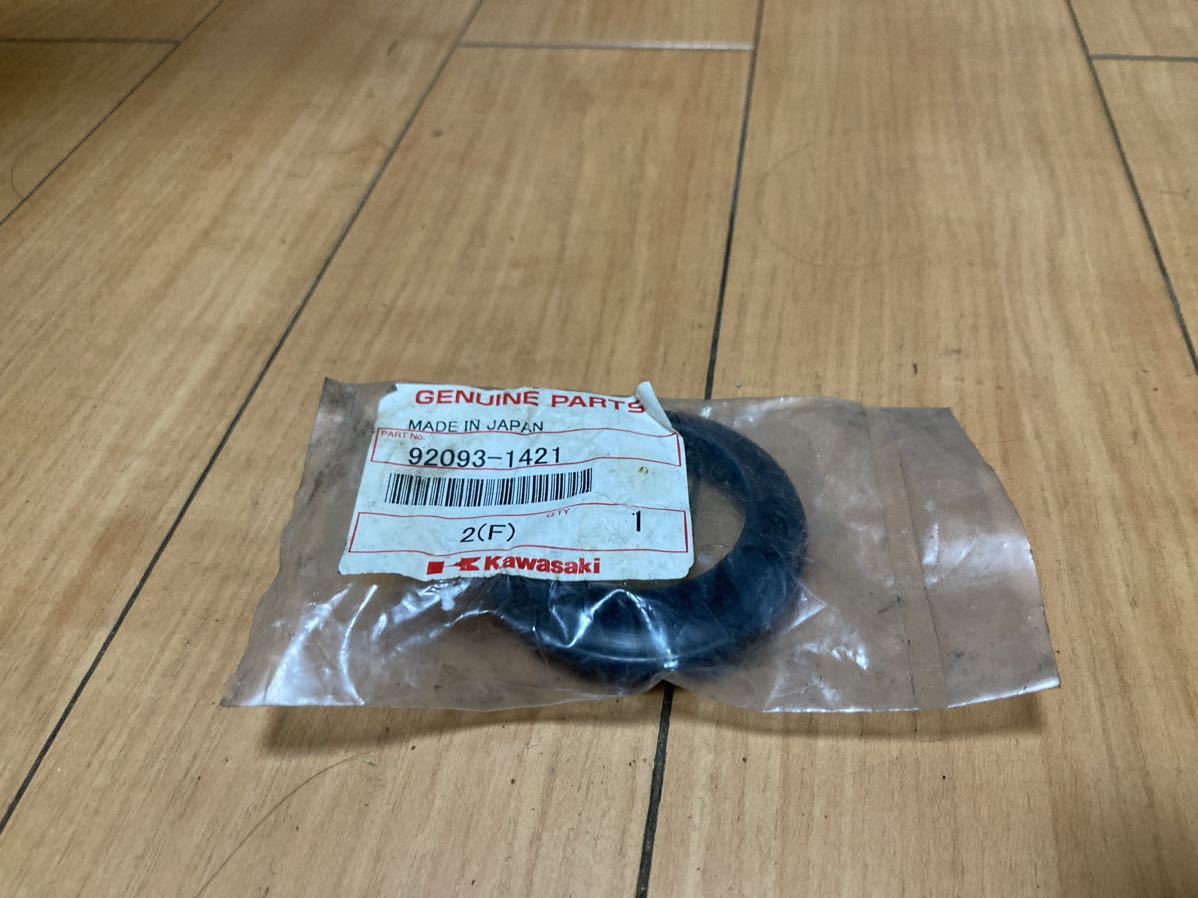 GENUINE PARTS
MADE IN JAPAN
PART No.
92093-1421
QTY
2(F) 1
Kawasaki